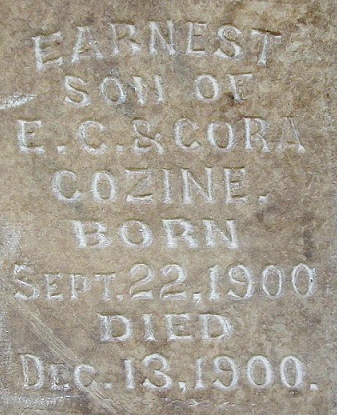 EARNEST
SON OF
E. C. & CORA
COZINE.
BORN
SEPT. 22, 1900
DIED
DEC. 13, 1900.